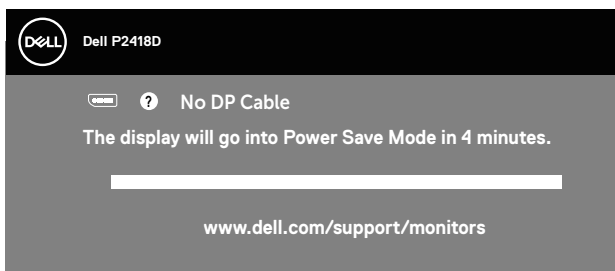 DELL Dell P2418D
? No DP Cable
The display will go into Power Save Mode in 4 minutes.
www.dell.com/support/monitors